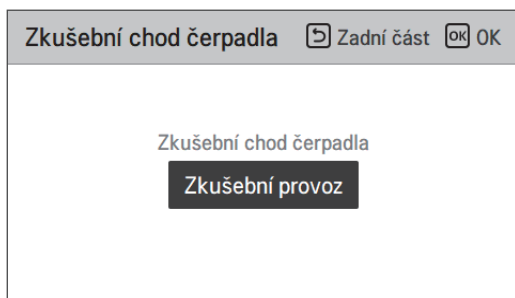 Zkušební chod čerpadla Zadní část OK OK
Zkušební chod čerpadla
Zkušební provoz